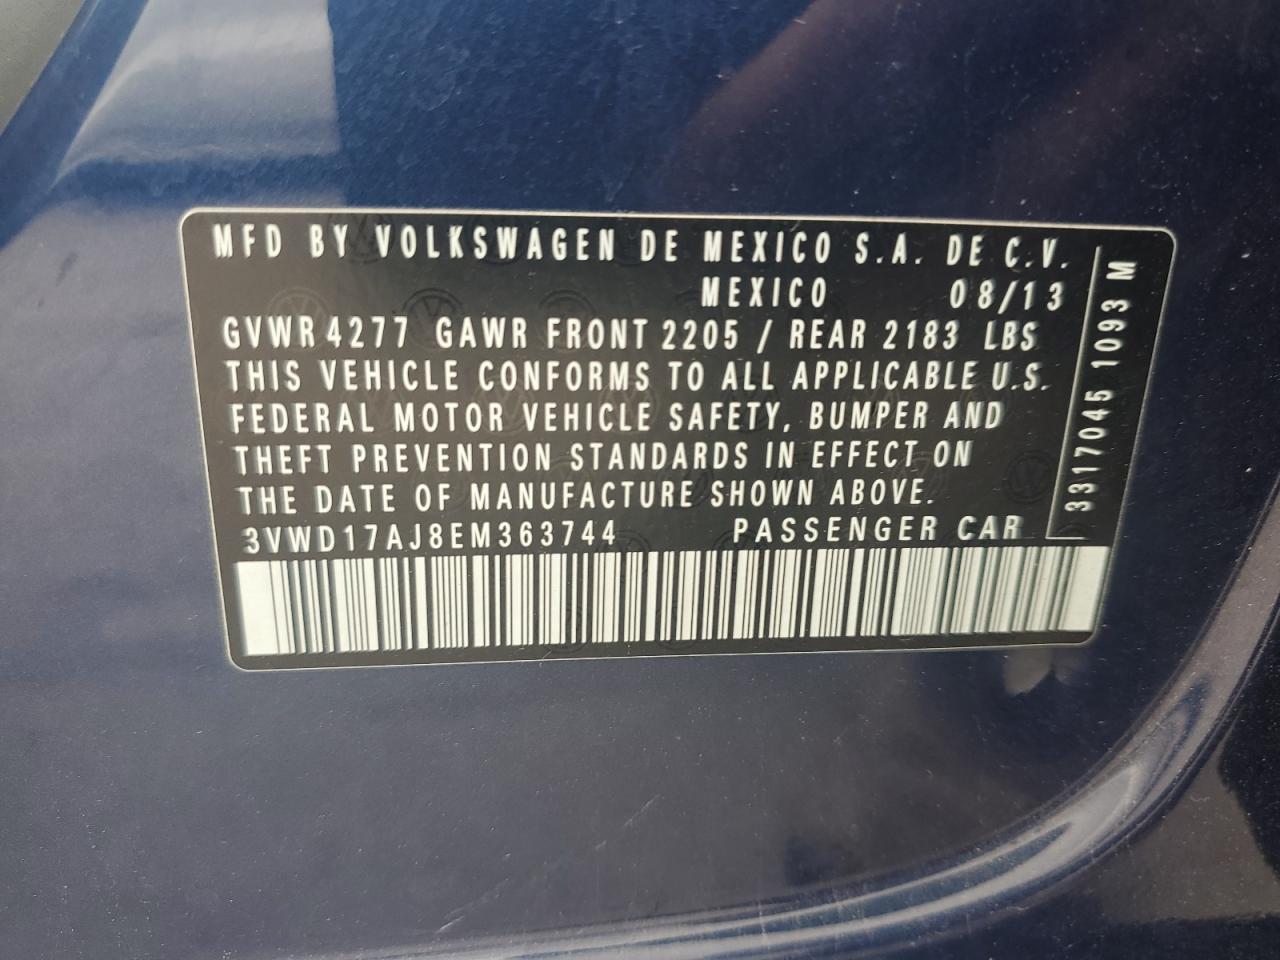 MFD BY VOLKSWAGEN DE MEXICO S.A. DE C.V.
MEXICO 08/13
GVWR 4277 GAWR FRONT 2205 / REAR 2183 LBS
THIS VEHICLE CONFORMS TO ALL APPLICABLE U.S.
FEDERAL MOTOR VEHICLE SAFETY, BUMPER AND
THEFT PREVENTION STANDARDS IN EFFECT ON
THE DATE OF MANUFACTURE SHOWN ABOVE.
3VWD17AJ8EM363744 PASSENGER CAR
3317045 1093 M